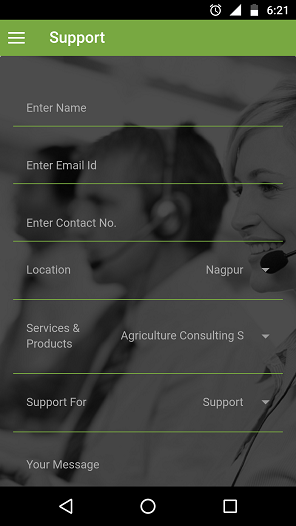 6:21
Support
Enter Name
Enter Email Id
Enter Contact No.
Location Nagpur
Services & Products Agriculture Consulting S
Support For Support
Your Message